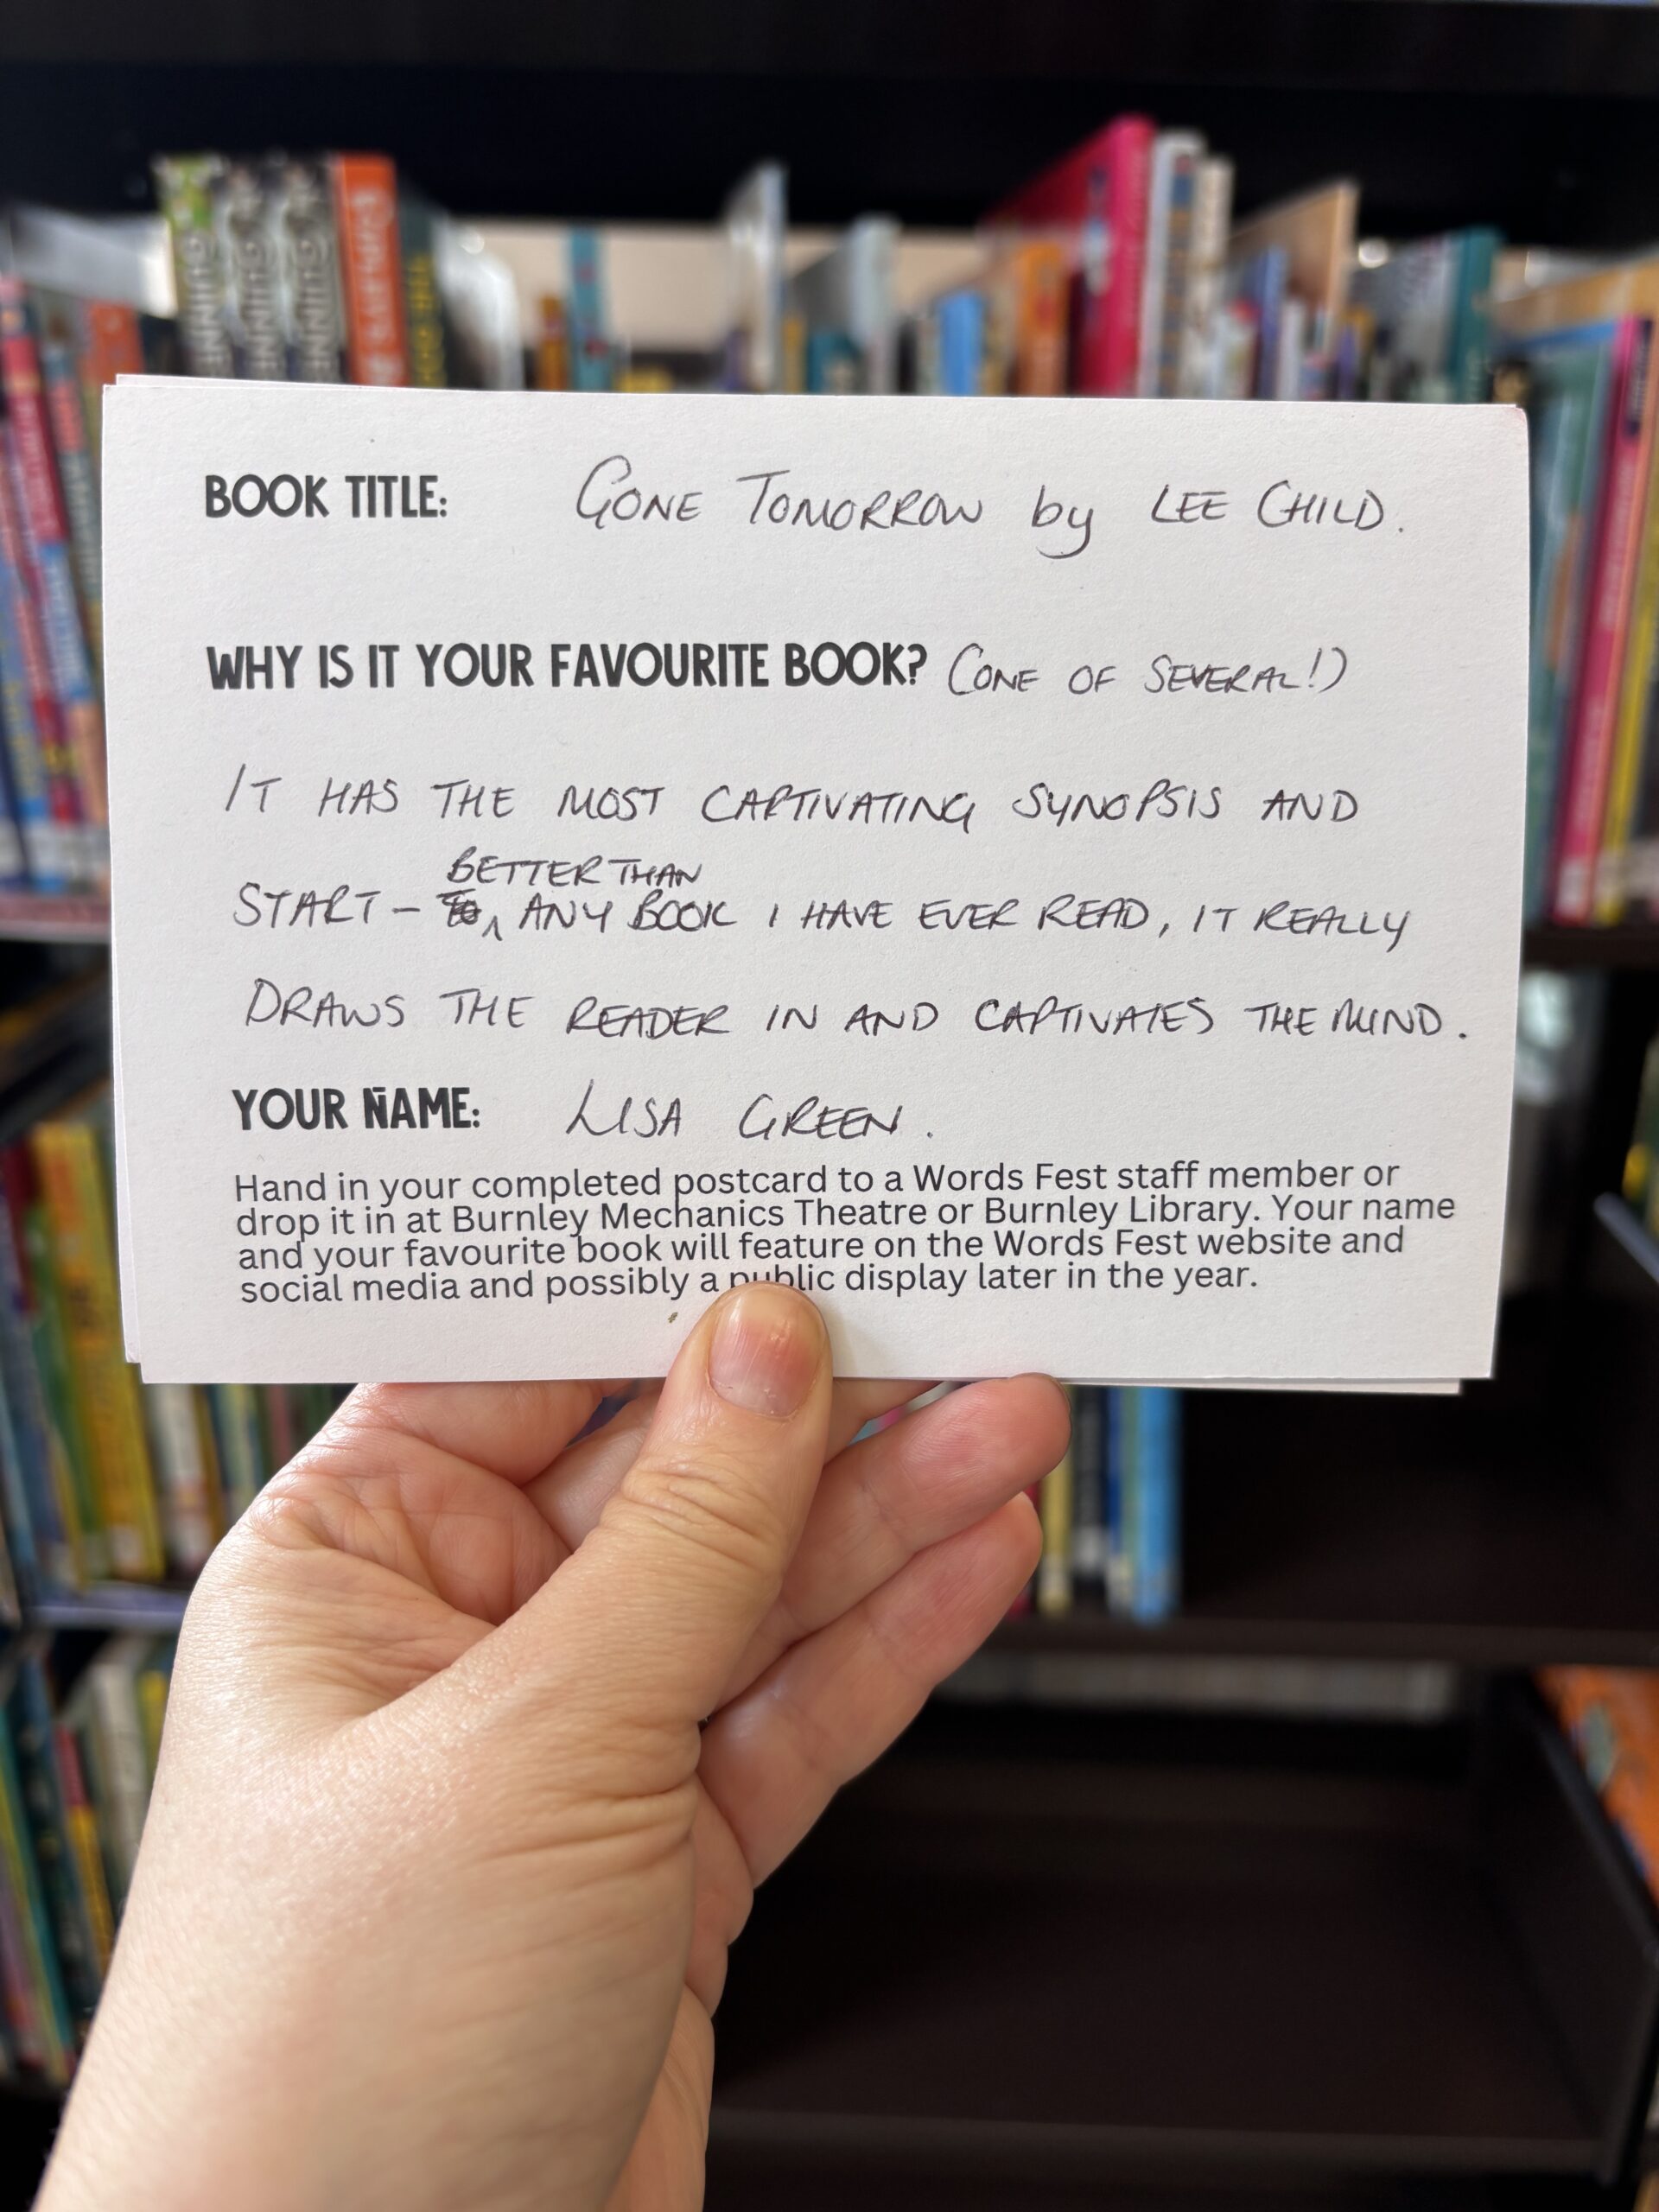 BOOK TITLE: GONE TOMORROW by LEE CHILD.
WHY IS IT YOUR FAVOURITE BOOK? (ONE OF SEVERAL!)
IT HAS THE MOST CAPTIVATING SYNOPSIS AND
BETTER THAN
START - ANY BOOK I HAVE EVER READ, IT REALLY
DRAWS THE READER IN AND CAPTIVATES THE MIND.
YOUR NAME: LISA GREEN.
Hand in your completed postcard to a Words Fest staff member or
drop it in at Burnley Mechanics Theatre or Burnley Library. Your name
and your favourite book will feature on the Words Fest website and
social media and possibly a public display later in the year.